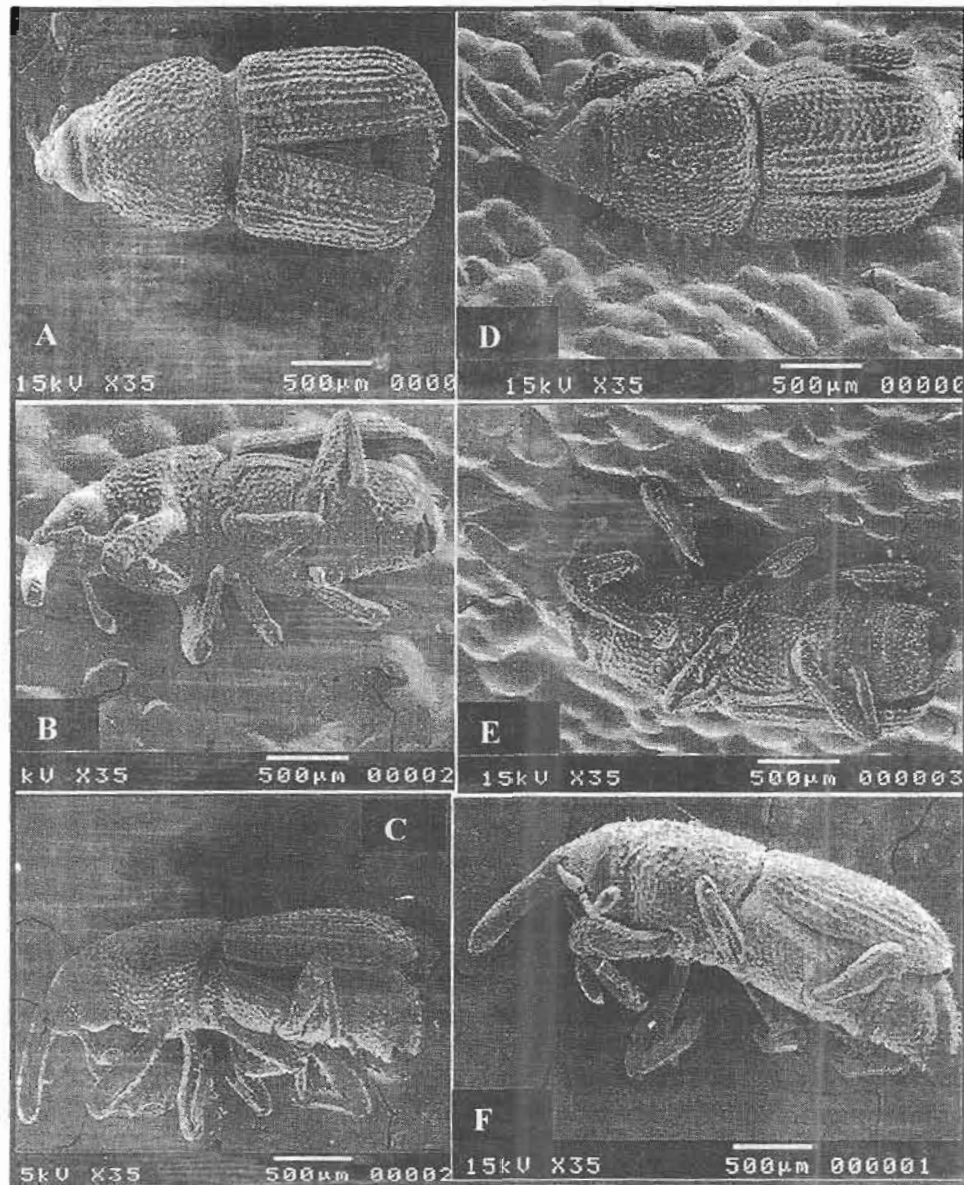 A
15kV X35 500µm 0000
D
15kV X35 500µm 00000
B
kV X35 500µm 00002
E
15kV X35 500µm 000003
C
5kV X35 500µm 00002
F
15kV X35 500µm 000001